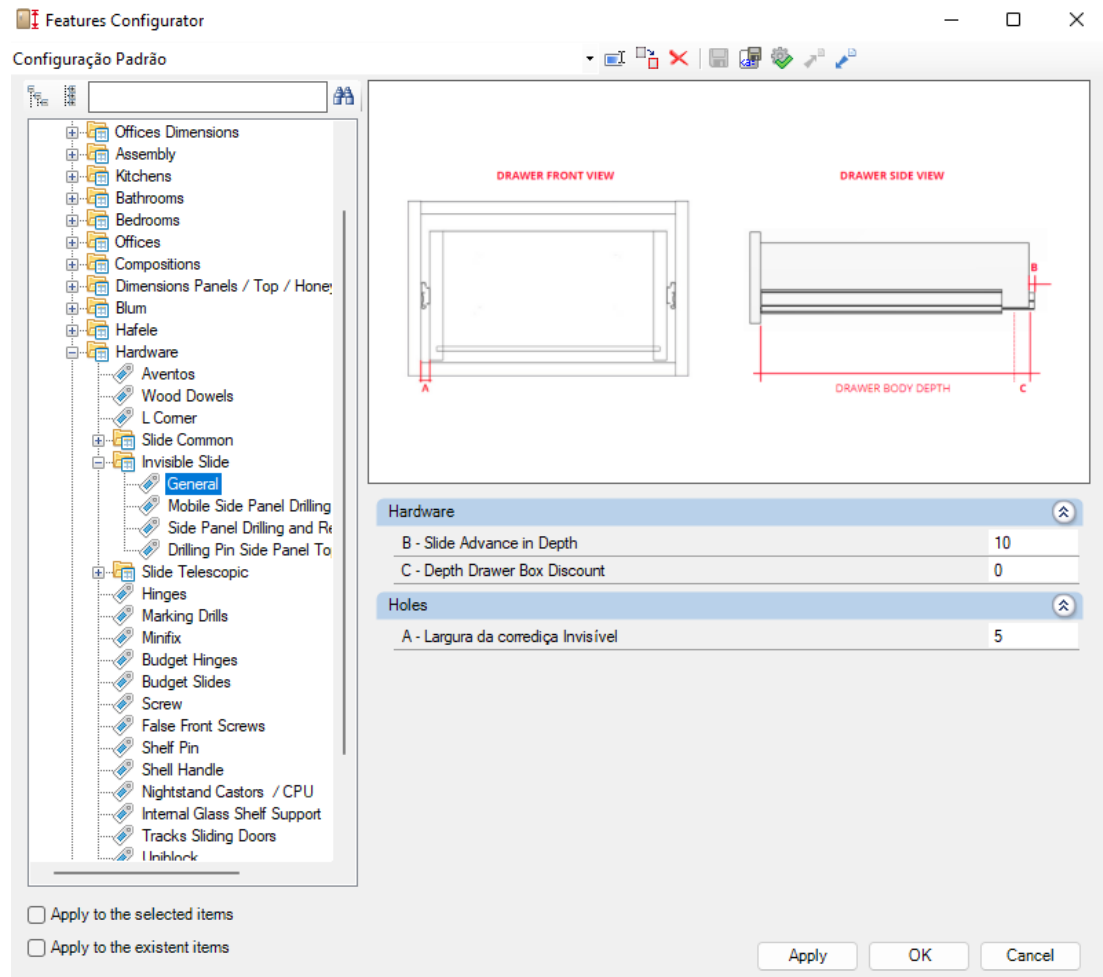 Features Configurator
Configuração Padrão
Offices Dimensions
Assembly
Kitchens
Bathrooms
Bedrooms
Offices
Compositions
Dimensions Panels / Top / Honey
Blum
Hafele
Hardware
Aventos
Wood Dowels
L Corner
Slide Common
Invisible Slide
General
Mobile Side Panel Drilling
Side Panel Drilling and Re
Drilling Pin Side Panel To
Slide Telescopic
Hinges
Marking Drills
Minifix
Budget Hinges
Budget Slides
Screw
False Front Screws
Shelf Pin
Shell Handle
Nightstand Castors / CPU
Internal Glass Shelf Support
Tracks Sliding Doors
Uniblock
DRAWER FRONT VIEW
DRAWER SIDE VIEW
B
A
DRAWER BODY DEPTH
C
Hardware
B - Slide Advance in Depth 10
C - Depth Drawer Box Discount 0
Holes
A - Largura da corrediça Invisível 5
Apply to the selected items
Apply to the existent items
Apply OK Cancel